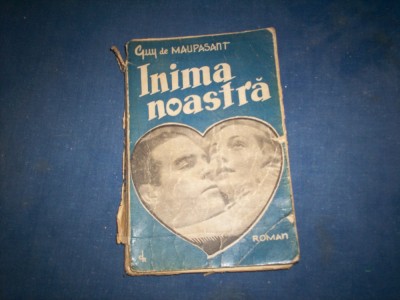 Guy de MAUPASANT
Inima
noastră
ROMAN